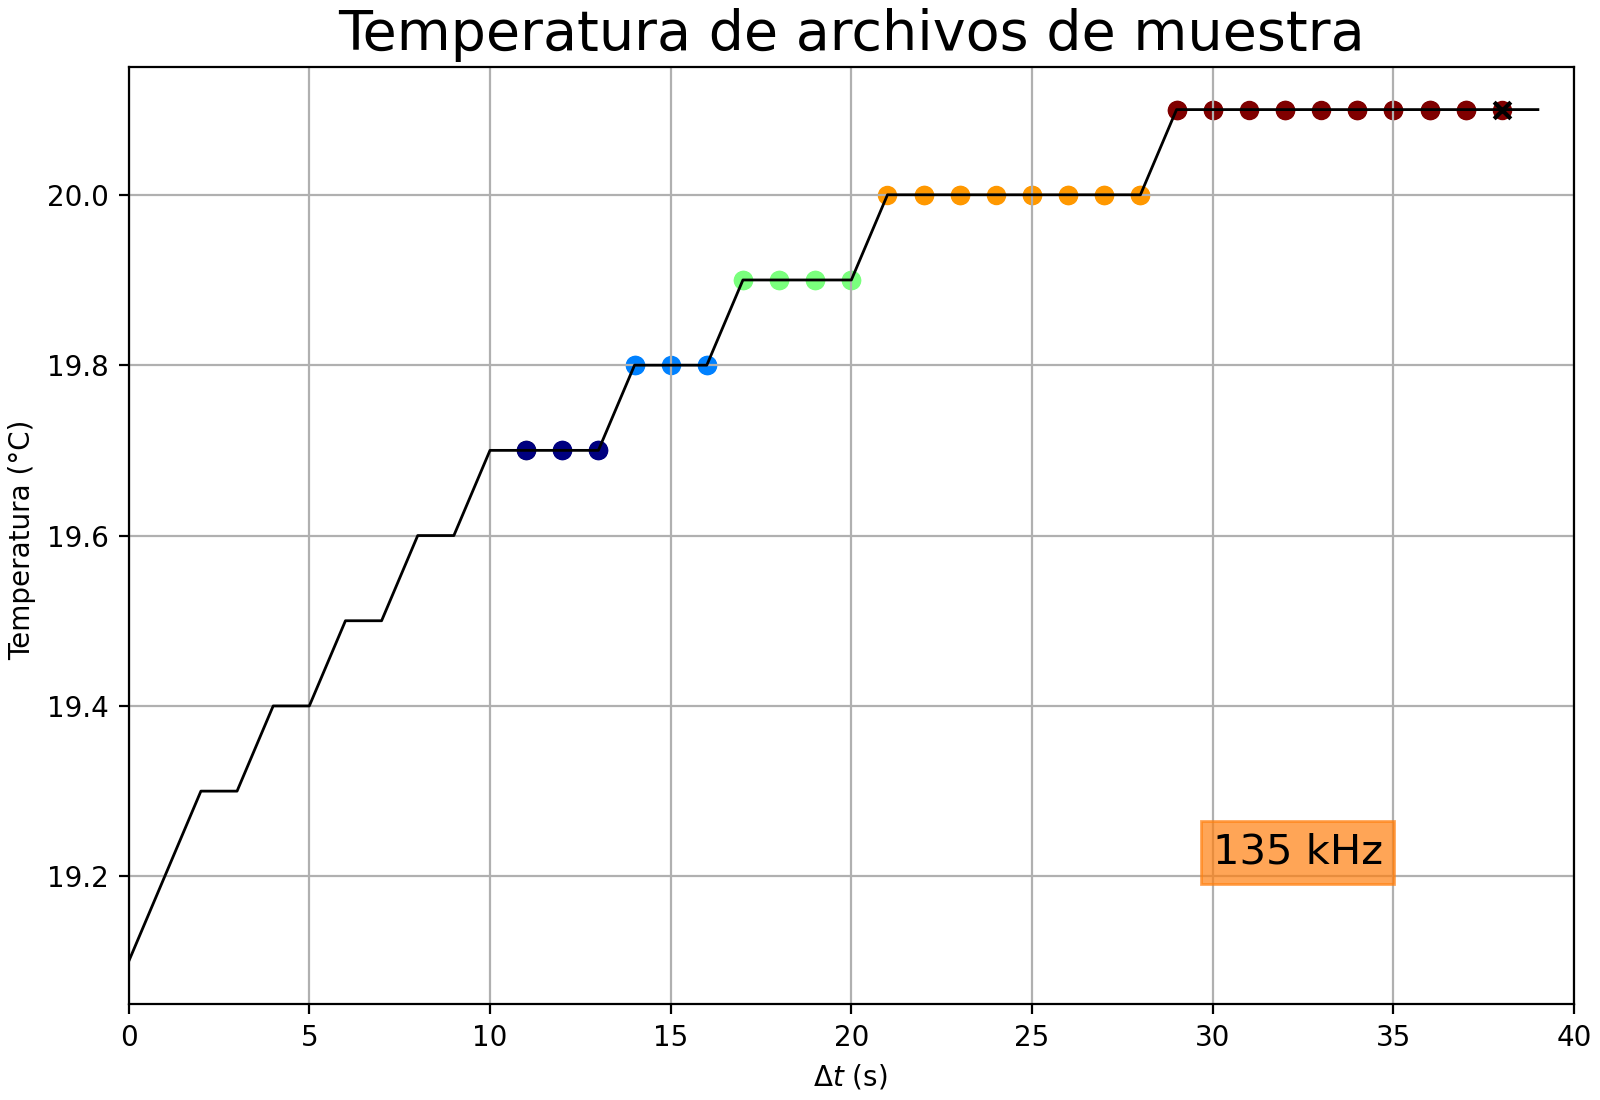 Temperatura de archivos de muestra
Temperatura (°C)
20.0
19.8
19.6
19.4
19.2
135 kHz
0 5 10 15 20 25 30 35 40
Δt (s)